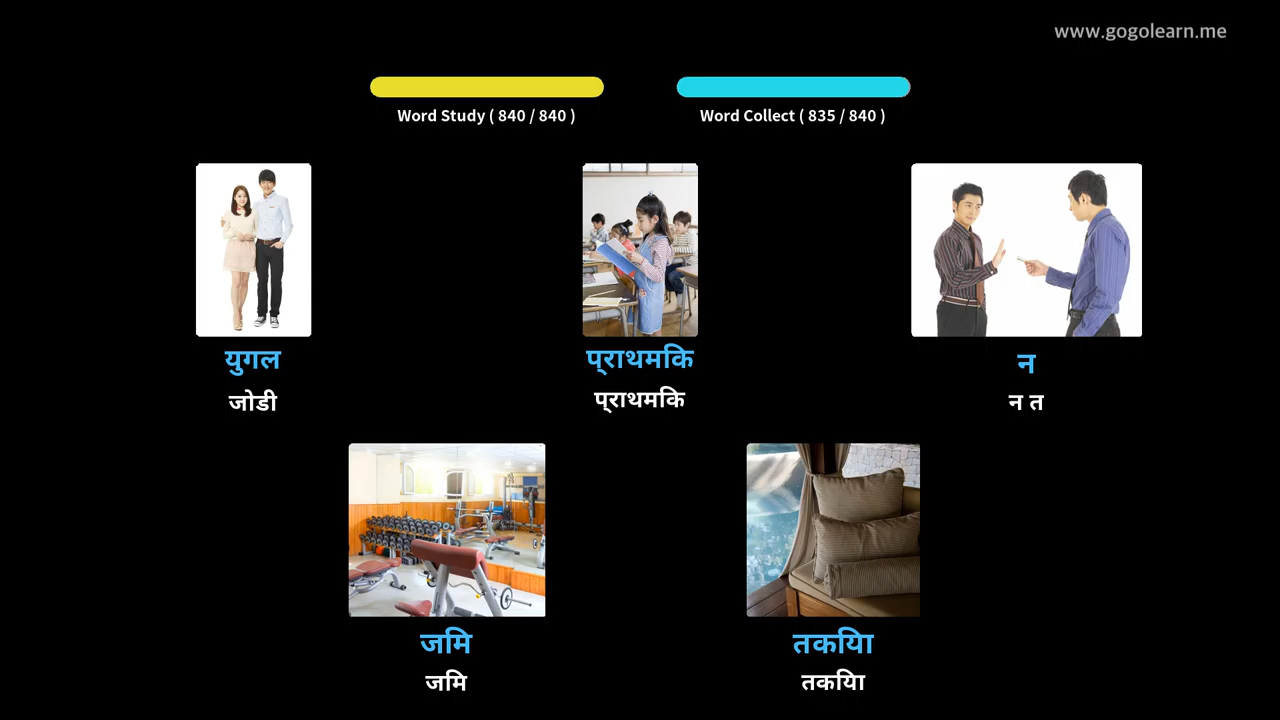 www.gogolearn.me
Word Study ( 840 / 840 )
Word Collect ( 835 / 840 )
युगल
जोडी
प्राथमकि
प्राथमकि
न
न त
जमि
जमि
तकयिा
तकयिा